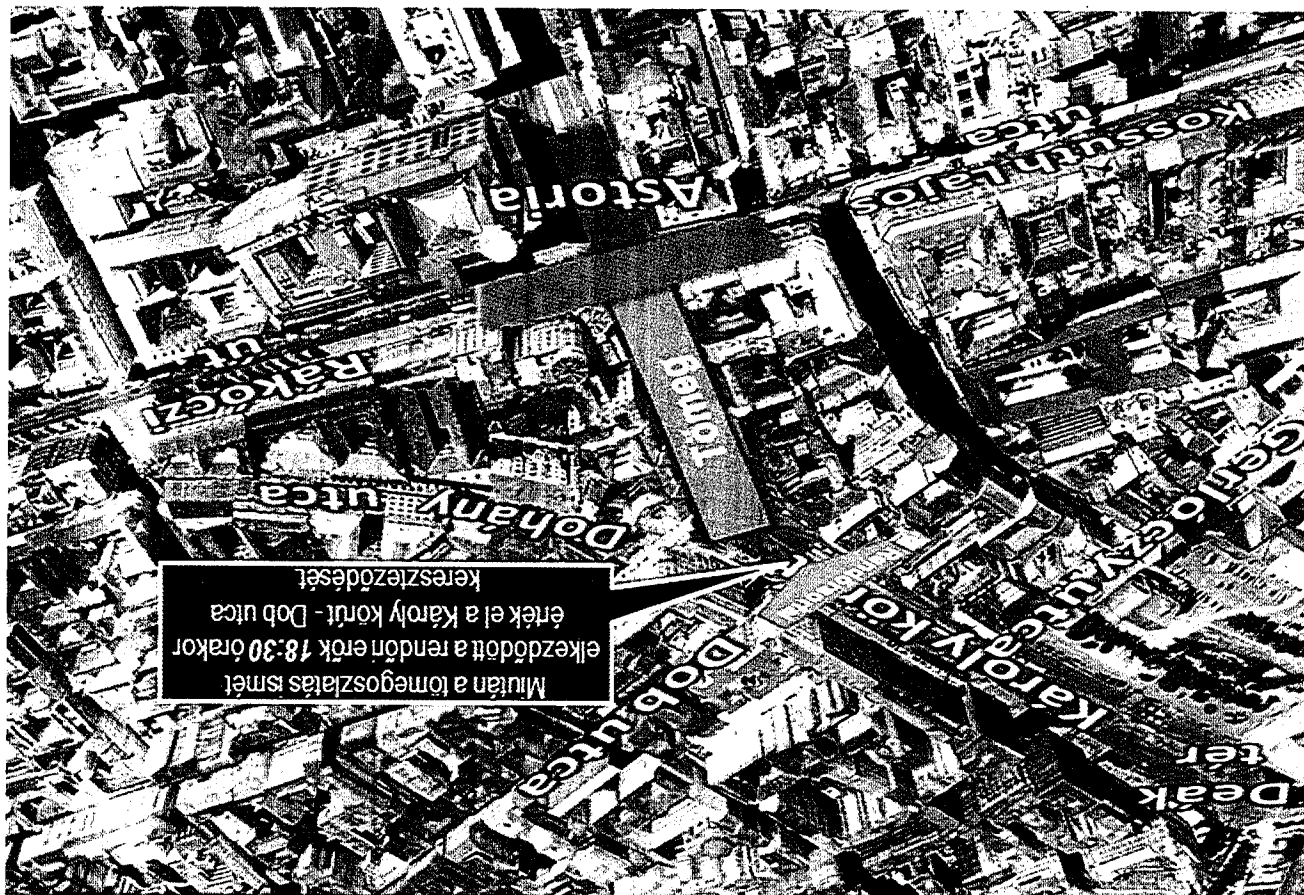 Deák
tér
Károly kör
Gerlóczy utca
Dob utca
Miután a tömegoszlatás ismét
elkezdődött a rendőri erők 18:30 órakor
érték el a Károly körút - Dob utca
kereszteződését
Dohány
utca
Tömeg
Rákóczi
út
Kossuth Lajos
utca
Astoria